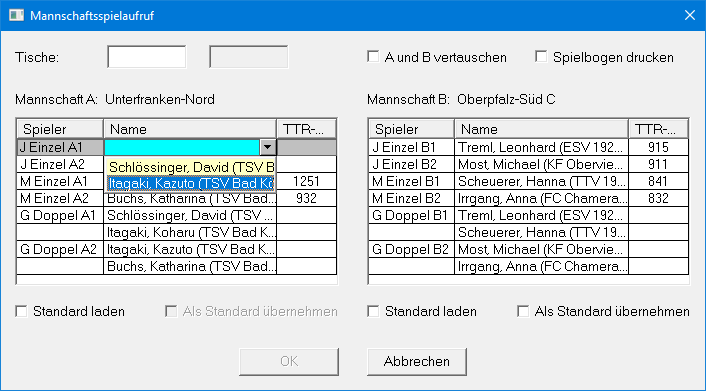 Mannschaftsspielaufruf
Tische: A und B vertauschen Spielbogen drucken
Mannschaft A: Unterfranken-Nord Mannschaft B: Oberpfalz-Süd C
Spieler Name TTR-... Spieler Name TTR-...
J Einzel A1 J Einzel B1 Treml, Leonhard (ESV 192... 915
J Einzel A2 Schlössinger, David (TSV B J Einzel B2 Most, Michael (KF Obervie... 911
M Einzel A1 Itagaki, Kazuto (TSV Bad Kö 1251 M Einzel B1 Scheuerer, Hanna (TTV 19... 841
M Einzel A2 Buchs, Katharina (TSV Bad... 932 M Einzel B2 Irrgang, Anna (FC Chamera... 832
G Doppel A1 Schlössinger, David (TSV ... G Doppel B1 Treml, Leonhard (ESV 192...
Itagaki, Koharu (TSV Bad K... Scheuerer, Hanna (TTV 19...
G Doppel A2 Itagaki, Kazuto (TSV Bad K... G Doppel B2 Most, Michael (KF Obervie...
Buchs, Katharina (TSV Bad... Irrgang, Anna (FC Chamera...
Standard laden Als Standard übernehmen Standard laden Als Standard übernehmen
OK Abbrechen